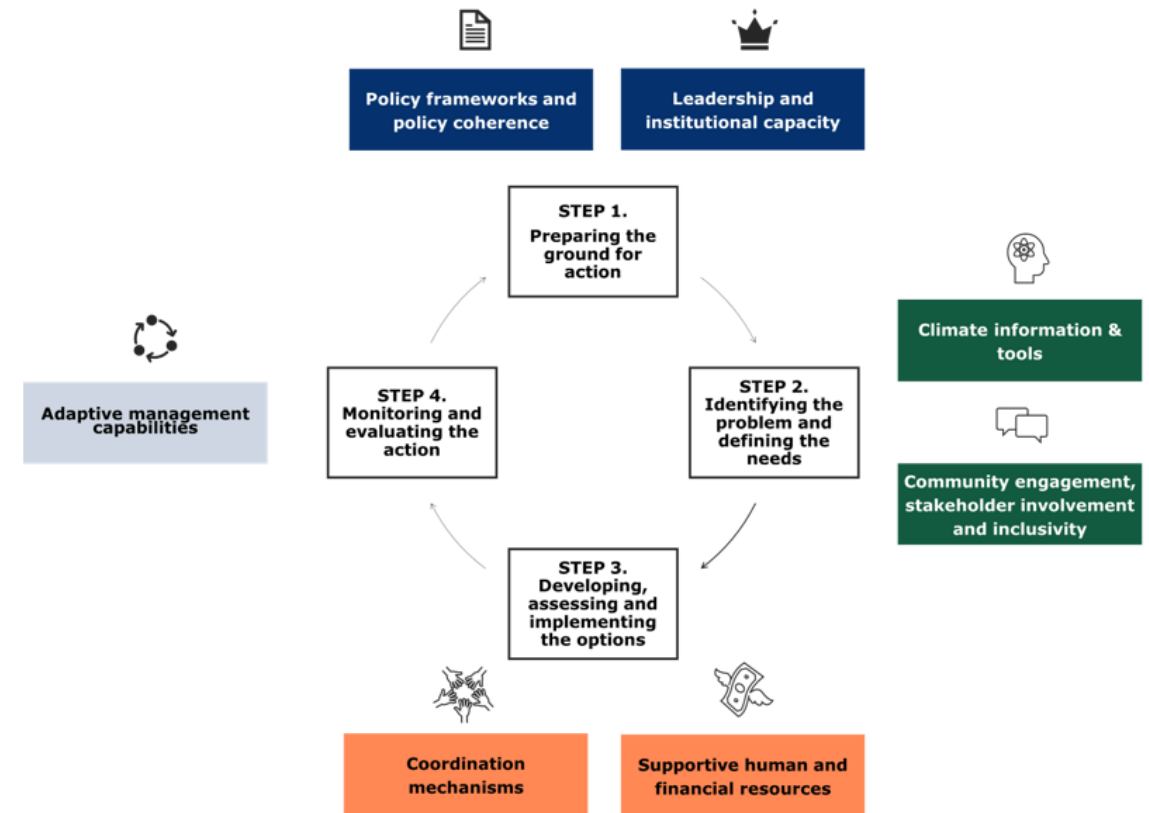 Policy frameworks and
policy coherence
Leadership and
institutional capacity
STEP 1.
Preparing the
ground for
action
Climate information &
tools
STEP 2.
Identifying the
problem and
defining the
needs
Community engagement,
stakeholder involvement
and inclusivity
STEP 3.
Developing,
assessing and
implementing
the options
Coordination
mechanisms
Supportive human and
financial resources
STEP 4.
Monitoring and
evaluating the
action
Adaptive management
capabilities